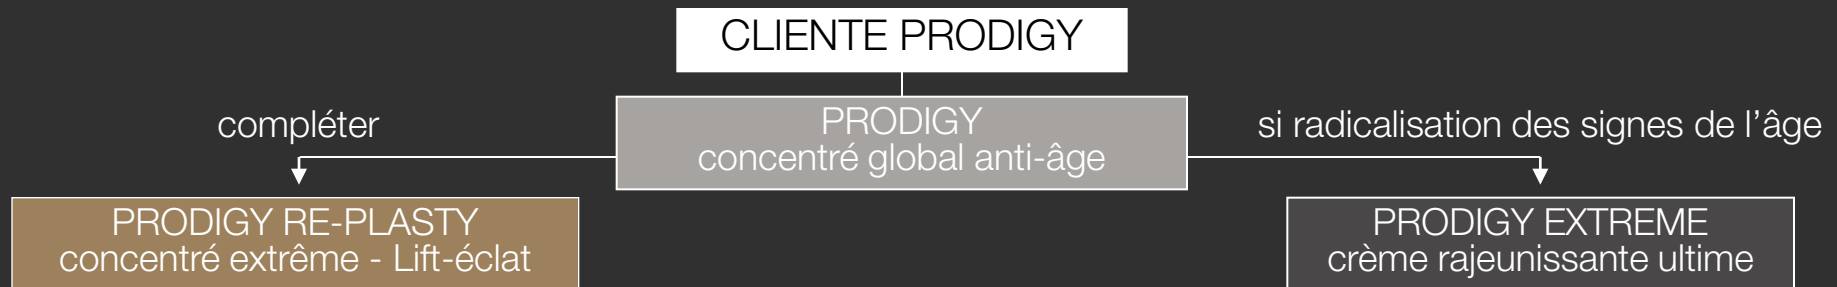 CLIENTE PRODIGY
compléter
PRODIGY
concentré global anti-âge
si radicalisation des signes de l’âge
PRODIGY RE-PLASTY
concentré extrême - Lift-éclat
PRODIGY EXTREME
crème rajeunissante ultime